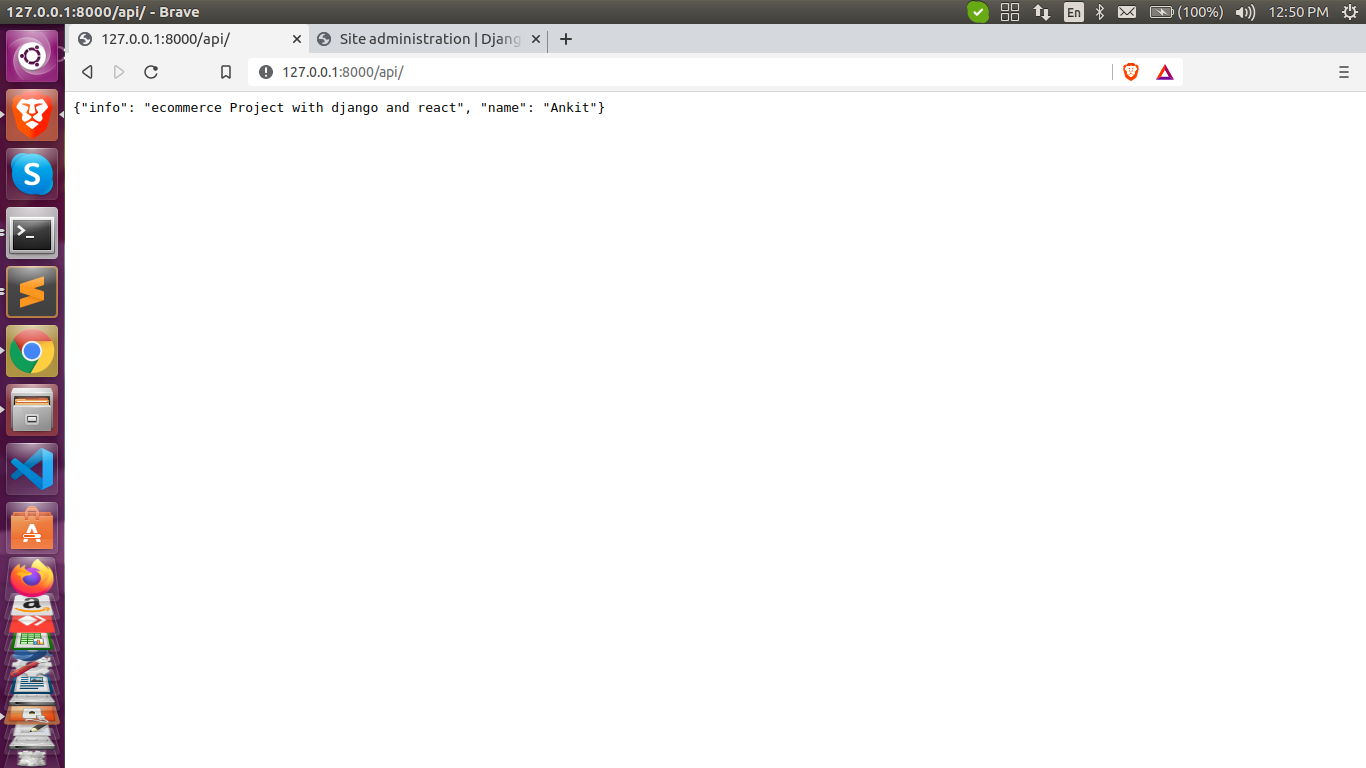 127.0.0.1:8000/api/ - Brave
En
(100%)
12:50 PM
127.0.0.1:8000/api/
Site administration | Djang
127.0.0.1:8000/api/
{"info": "ecommerce Project with django and react", "name": "Ankit"}
S
>_
A
a